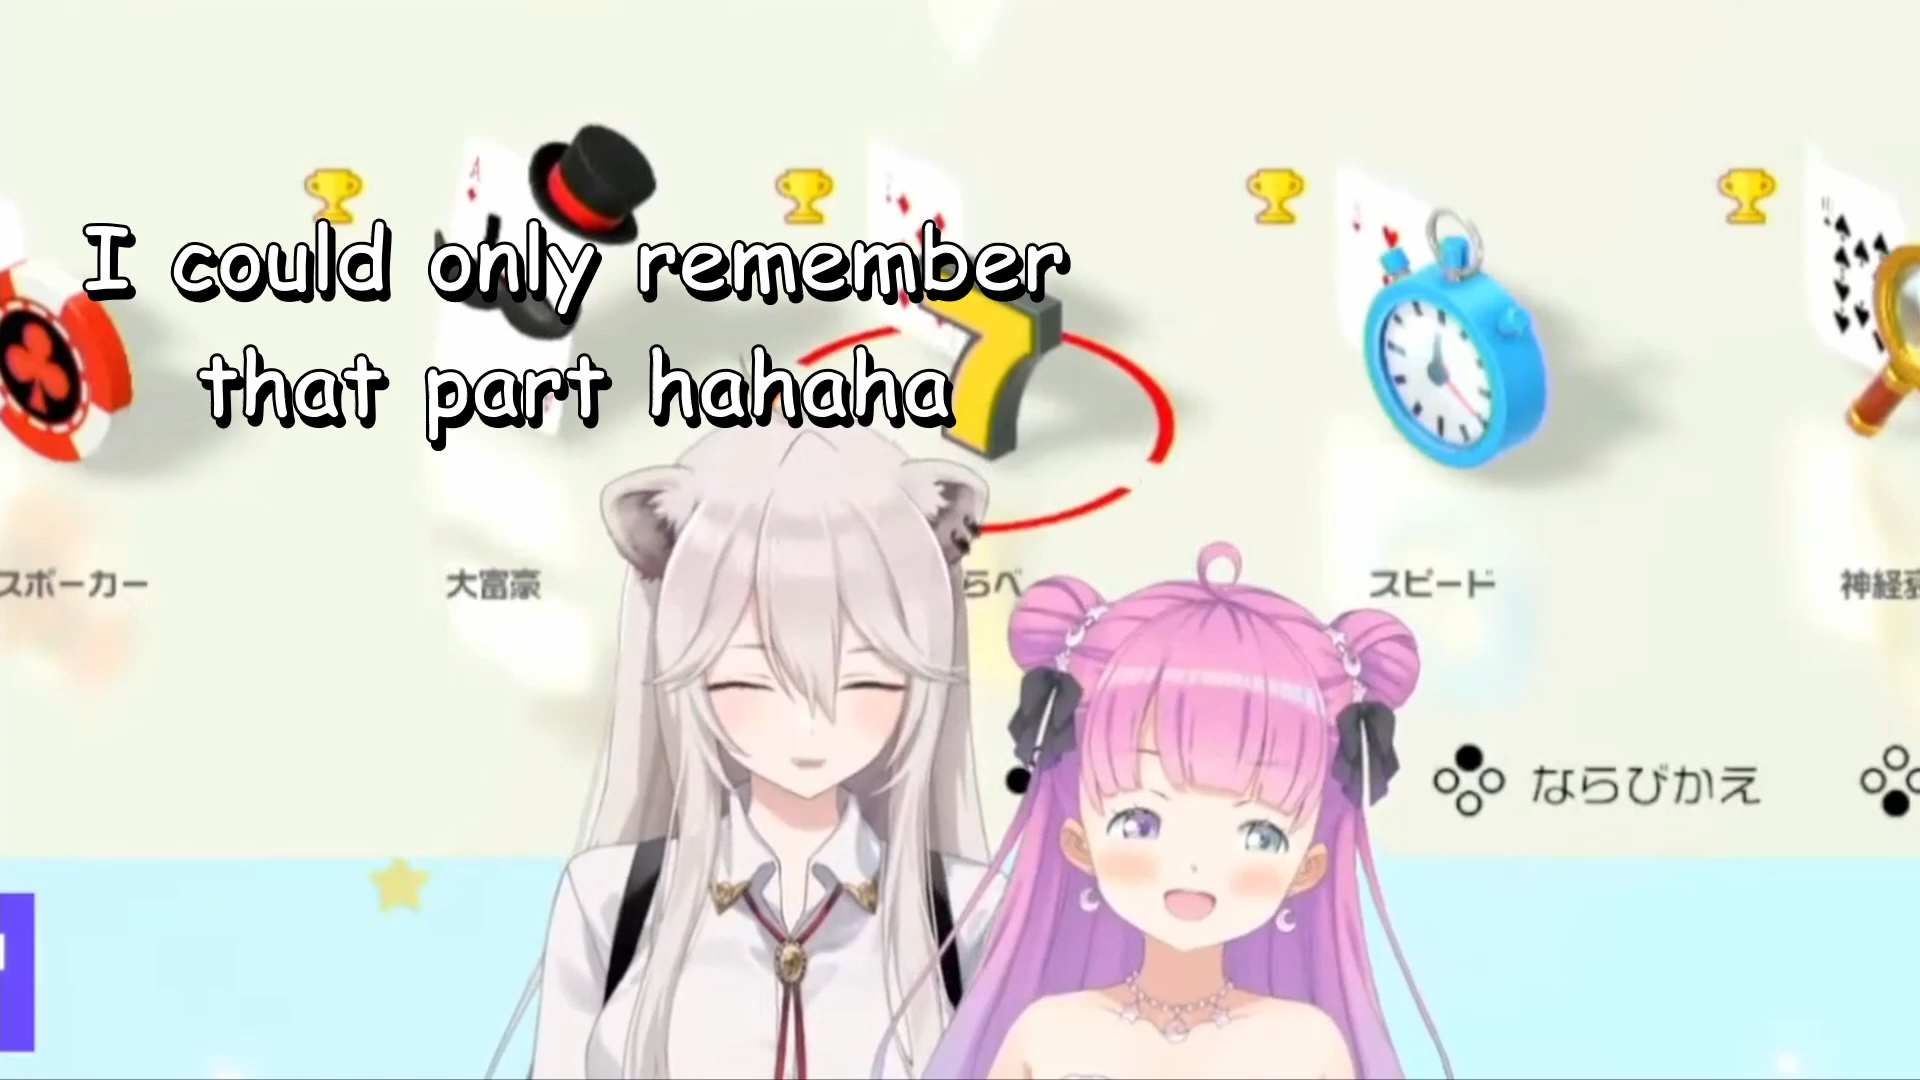 I could only remember
that part hahaha
スポーカー
大富豪
らべ
スピード
神経衰
ならびかえ